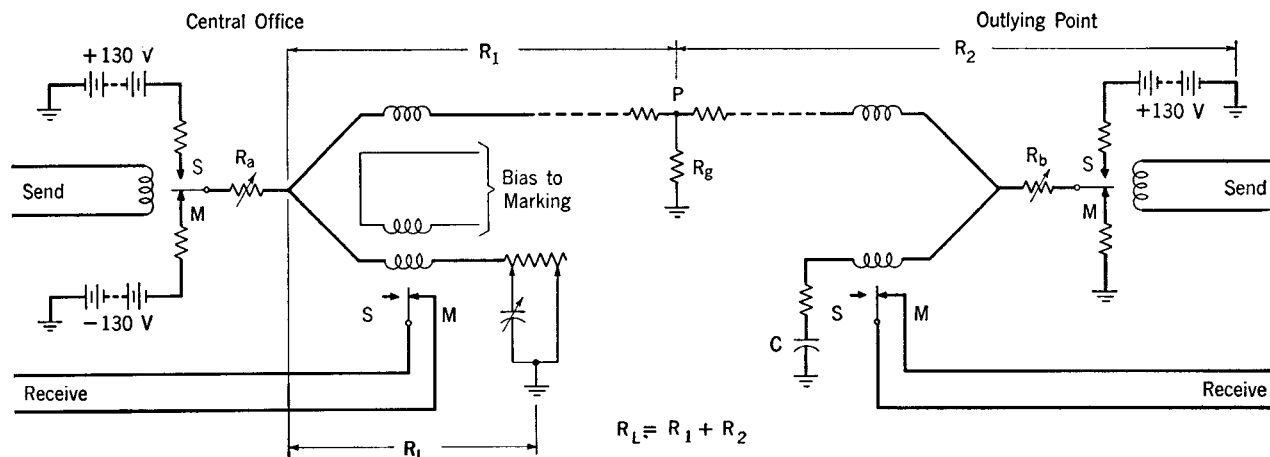 Central Office
Outlying Point
R1
R2
+130 V
P
+130 V
S
Ra
Rg
Rb
S
Send
Bias to
Marking
Send
M
M
S
M
S
M
-130 V
C
Receive
Receive
RL = R1 + R2
RL